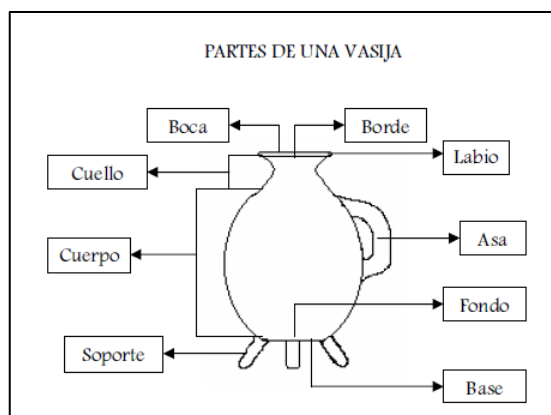 PARTES DE UNA VASIJA
Boca
Borde
Cuello
Labio
Cuerpo
Asa
Fondo
Soporte
Base